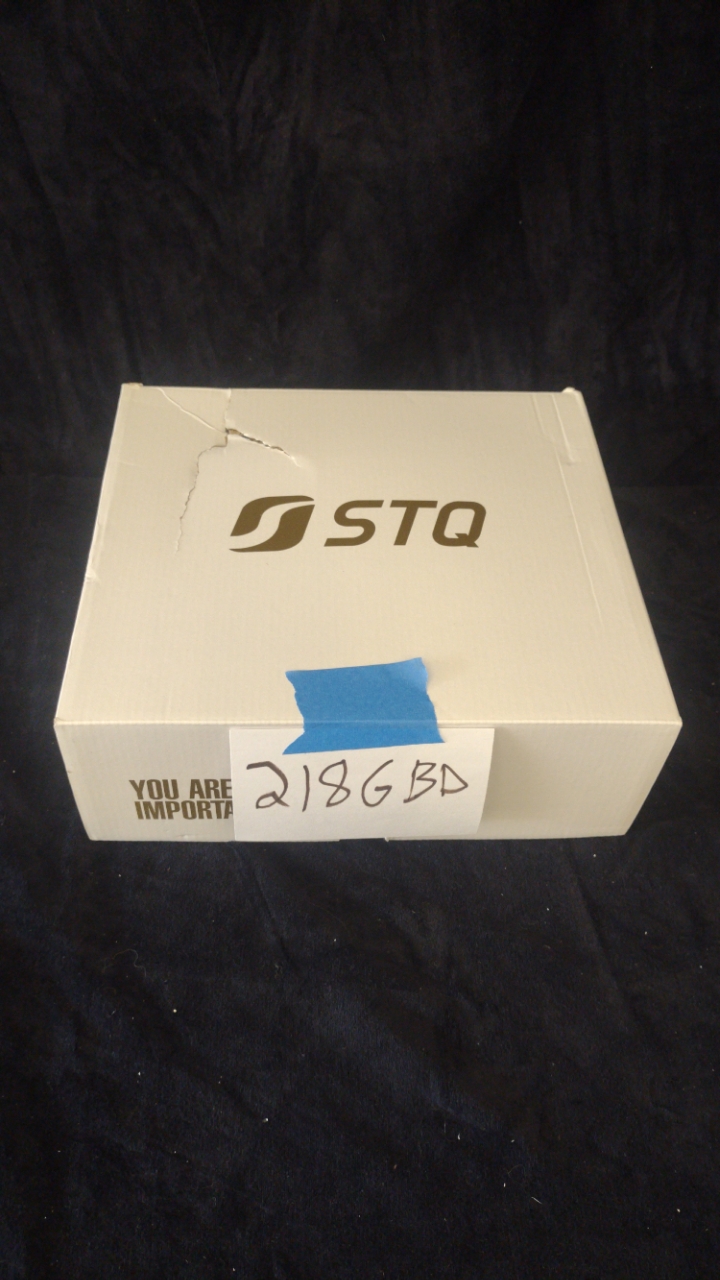 STQ
YOU ARE
IMPORTA
218GBD